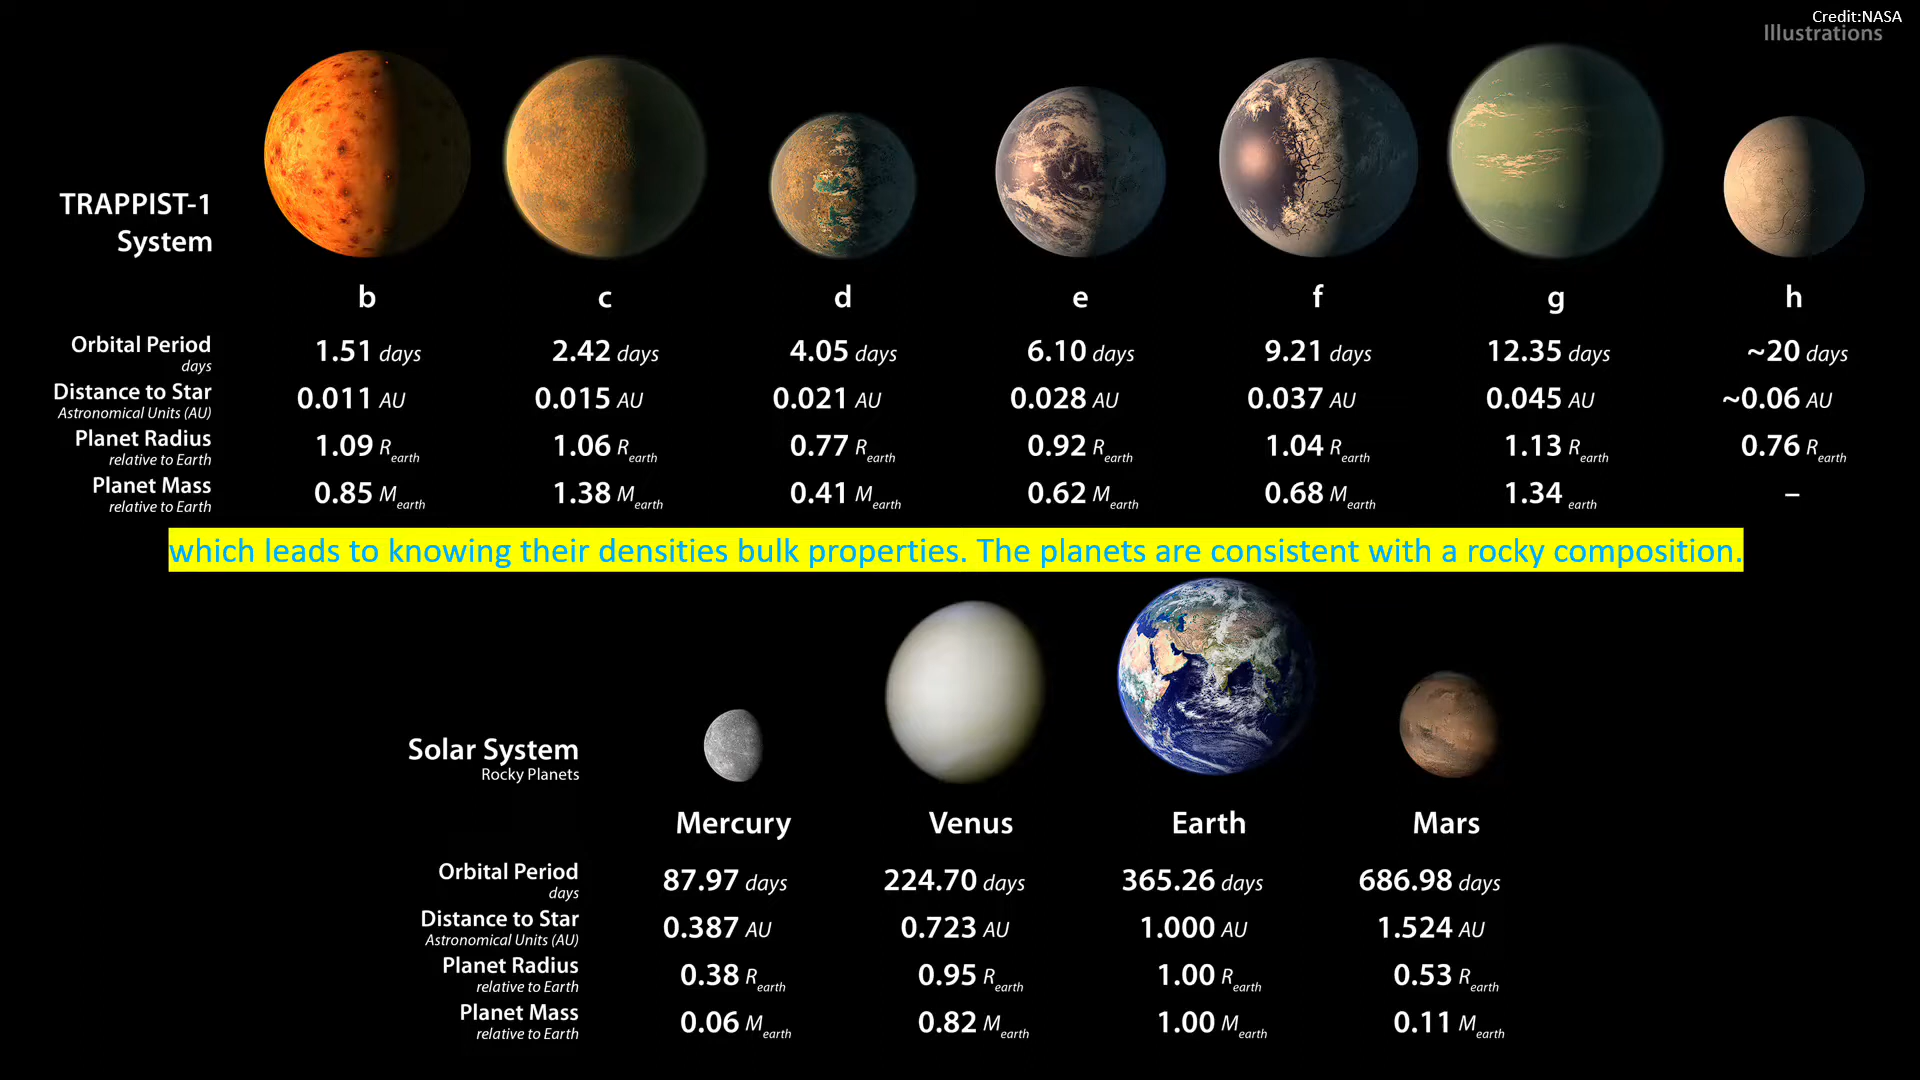 Credit:NASA
Illustrations
TRAPPIST-1
System
b c d e f g h
Orbital Period
days
1.51 days 2.42 days 4.05 days 6.10 days 9.21 days 12.35 days ~20 days
Distance to Star
Astronomical Units (AU)
0.011 AU 0.015 AU 0.021 AU 0.028 AU 0.037 AU 0.045 AU ~0.06 AU
Planet Radius
relative to Earth
1.09 Rearth 1.06 Rearth 0.77 Rearth 0.92 Rearth 1.04 Rearth 1.13 Rearth 0.76 Rearth
Planet Mass
relative to Earth
0.85 Mearth 1.38 Mearth 0.41 Mearth 0.62 Mearth 0.68 Mearth 1.34 earth –
which leads to knowing their densities bulk properties. The planets are consistent with a rocky composition.
Solar System
Rocky Planets
Mercury Venus Earth Mars
Orbital Period
days
87.97 days 224.70 days 365.26 days 686.98 days
Distance to Star
Astronomical Units (AU)
0.387 AU 0.723 AU 1.000 AU 1.524 AU
Planet Radius
relative to Earth
0.38 Rearth 0.95 Rearth 1.00 Rearth 0.53 Rearth
Planet Mass
relative to Earth
0.06 Mearth 0.82 Mearth 1.00 Mearth 0.11 Mearth